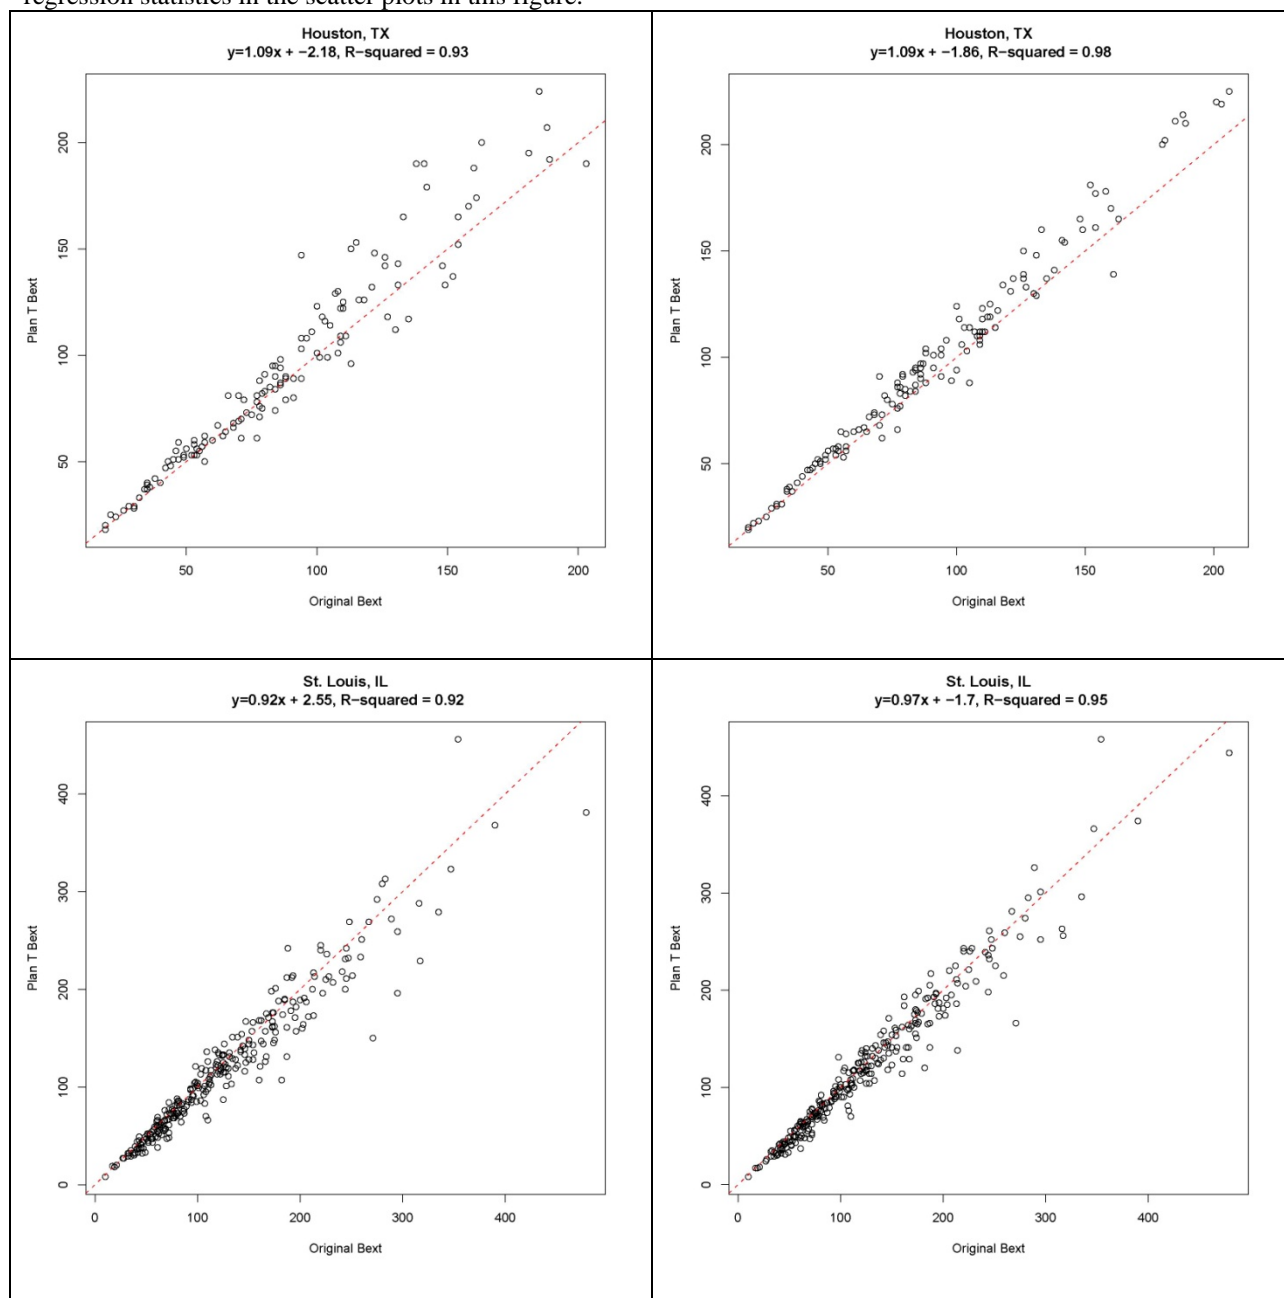 regression statistics in the scatter plots in this figure.
Houston, TX
y=1.09x + −2.18, R−squared = 0.93
200
150
100
50
Plan T Bext
50 100 150 200
Original Bext
Houston, TX
y=1.09x + −1.86, R−squared = 0.98
200
150
100
50
Plan T Bext
50 100 150 200
Original Bext
St. Louis, IL
y=0.92x + 2.55, R−squared = 0.92
400
300
200
100
0
Plan T Bext
0 100 200 300 400
Original Bext
St. Louis, IL
y=0.97x + −1.7, R−squared = 0.95
400
300
200
100
0
Plan T Bext
0 100 200 300 400
Original Bext